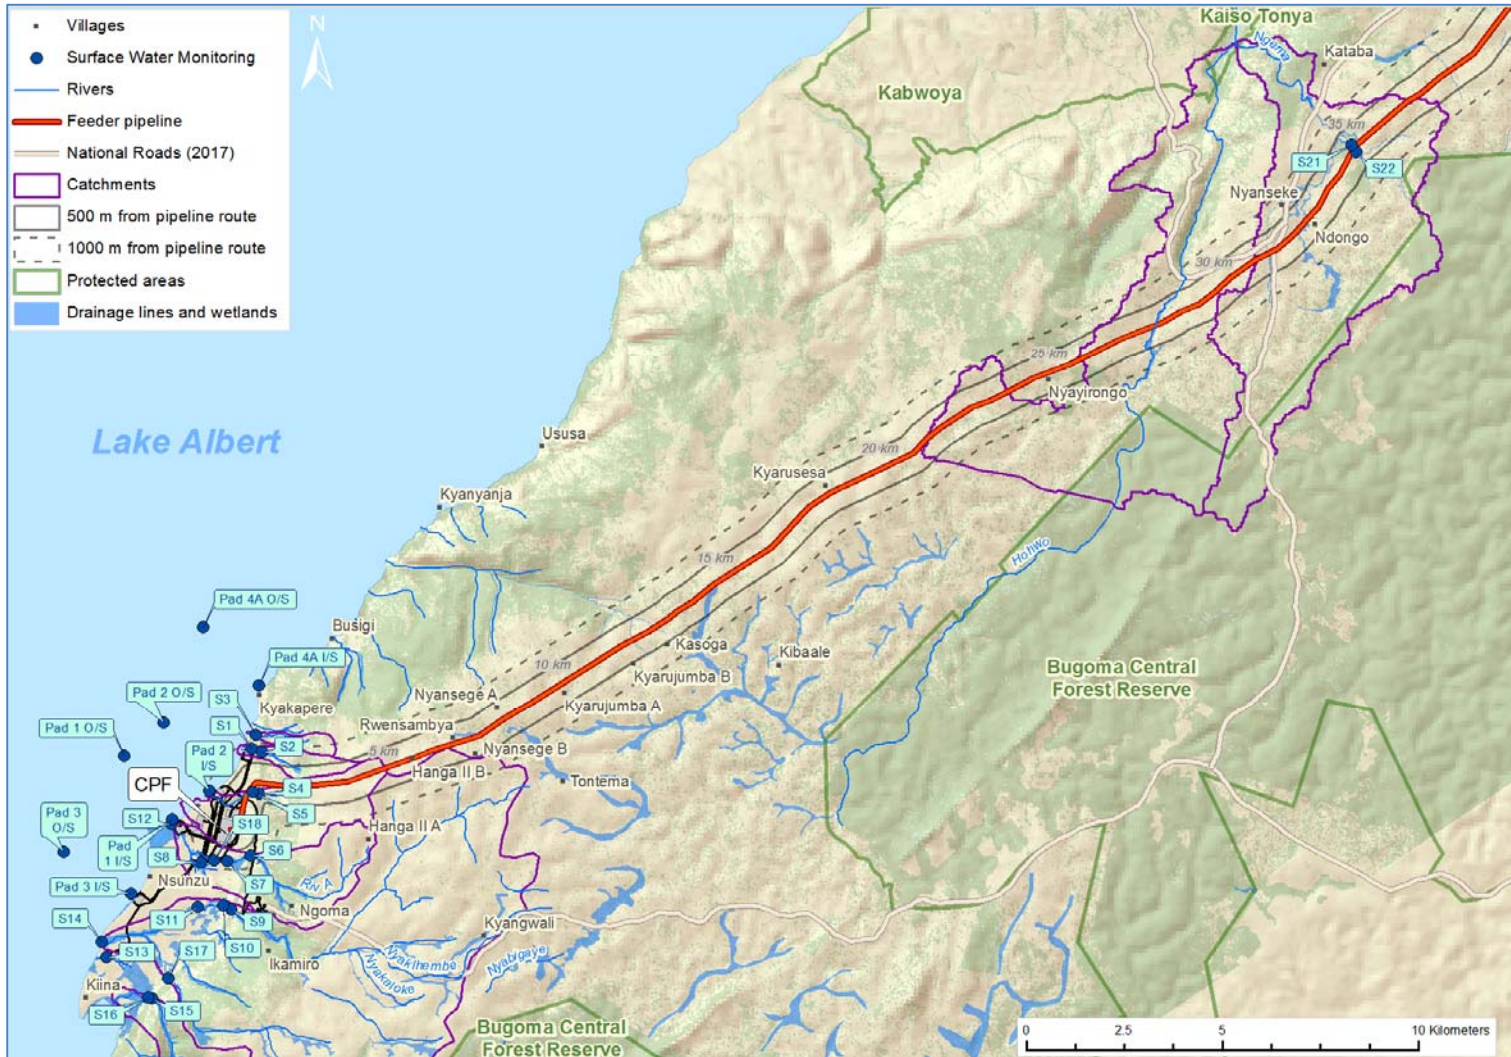 Villages
Surface Water Monitoring
Rivers
Feeder pipeline
National Roads (2017)
Catchments
500 m from pipeline route
1000 m from pipeline route
Protected areas
Drainage lines and wetlands
N
Kaiso Tonya
Ngama
Kataba
Kabwoya
35 km
S21
S22
Nyanseke
Ndongo
30 km
25 km
Nyayirongo
Lake Albert
Ususa
20 km
Kyarusesa
Kyanyanja
15 km
Hohwo
Pad 4A O/S
Busigi
Kasoga
Kibaale
Pad 4A I/S
10 km
Kyarujumba B
Bugoma Central
Forest Reserve
Pad 2 O/S
S3
Kyakapere
Nyansege A
Kyarujumba A
Pad 1 O/S
S1
S2
Rwensambya
5 km
Nyansege B
Pad 2
I/S
Hanga II B
CPF
S4
Tontema
S5
Pad 3
O/S
S12
S18
Hanga II A
Pad
1 I/S
S8
S6
S7
Nsunzu
Riv A
Pad 3 I/S
Ngoma
S11
S9
Kyangwali
S14
S10
S13
S17
Ikamiro
Nyakihembe
Nyabigaye
Nyakaloke
Kiina
S16
S15
Bugoma Central
Forest Reserve
0 2.5 5 10 Kilometers